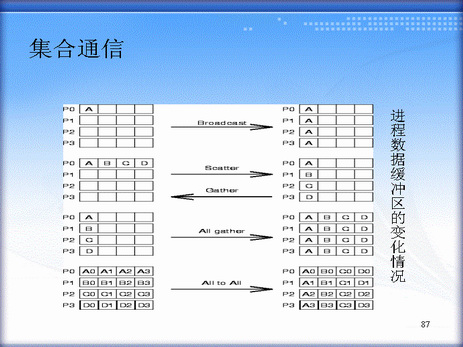 集合通信
P0 A P0 A
P1 Broadcast P1 A
P2 P2 A
P3 P3 A
P0 A B C D P0 A
P1 Scatter P1 B
P2 Gather P2 C
P3 P3 D
P0 A P0 A B C D
P1 B All gather P1 A B C D
P2 C P2 A B C D
P3 D P3 A B C D
P0 A0 A1 A2 A3 P0 A0 B0 C0 D0
P1 B0 B1 B2 B3 All to All P1 A1 B1 C1 D1
P2 C0 C1 C2 C3 P2 A2 B2 C2 D2
P3 D0 D1 D2 D3 P3 A3 B3 C3 D3
进程数据缓冲区的变化情况
87